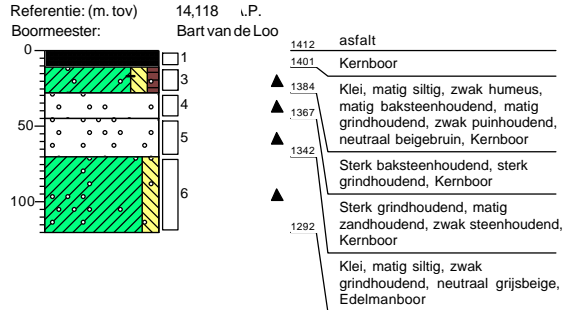 Referentie: (m. tov) 14,118 .P.
Boormeester: Bart van de Loo
0
50
100
1
3
4
5
6
1412 asfalt
1401 Kernboor
1384 Klei, matig siltig, zwak humeus,
matig baksteenhoudend, matig
grindhoudend, zwak puinhoudend,
neutraal beigebruin, Kernboor
1367 Sterk baksteenhoudend, sterk
grindhoudend, Kernboor
1342 Sterk grindhoudend, matig
zandhoudend, zwak steenhoudend,
Kernboor
1292 Klei, matig siltig, zwak
grindhoudend, neutraal grijsbeige,
Edelmanboor